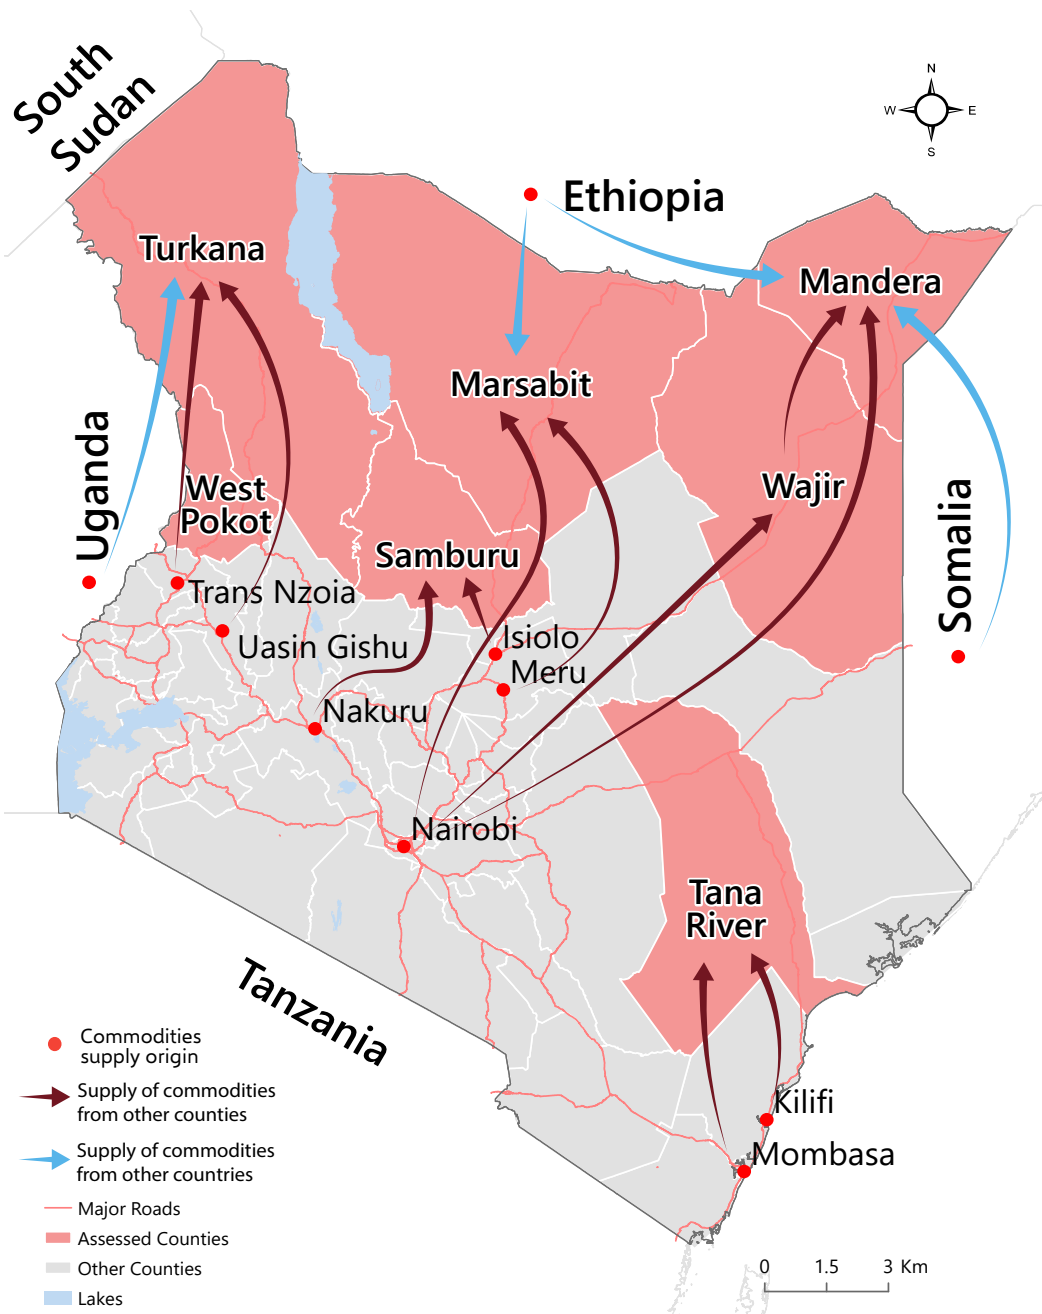 South
Sudan
N
W
E
S
Ethiopia
Turkana
Mandera
Marsabit
Uganda
West
Pokot
Wajir
Somalia
Samburu
Trans Nzoia
Isiolo
Uasin Gishu
Meru
Nakuru
Nairobi
Tana
River
Tanzania
Kilifi
Mombasa
Commodities
supply origin
Supply of commodities
from other counties
Supply of commodities
from other countries
Major Roads
Assessed Counties
Other Counties
Lakes
0 1.5 3 Km